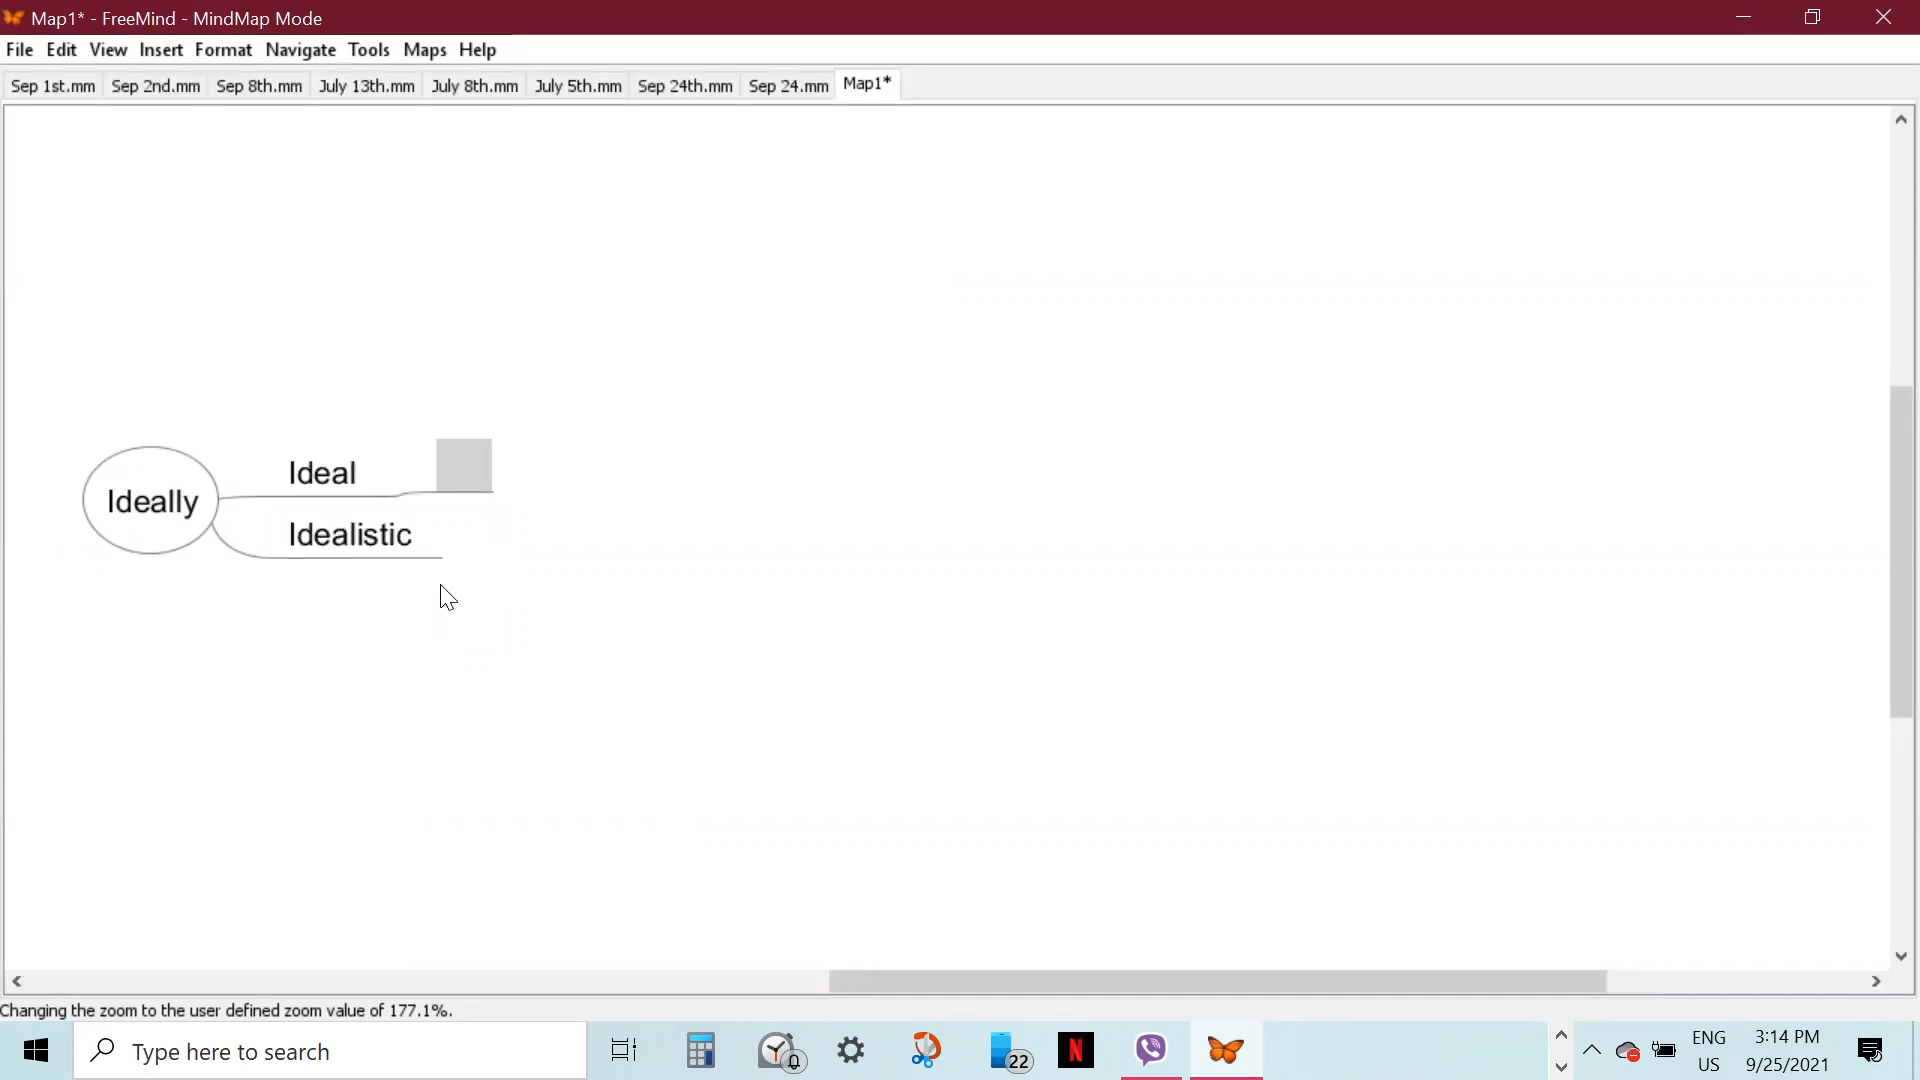 Map1* - FreeMind - MindMap Mode
File Edit View Insert Format Navigate Tools Maps Help
Sep 1st.mm Sep 2nd.mm Sep 8th.mm July 13th.mm July 8th.mm July 5th.mm Sep 24th.mm Sep 24.mm Map1*
Ideal
Ideally
Idealistic
Changing the zoom to the user defined zoom value of 177.1%.
Type here to search
22
N
ENG
US
3:14 PM
9/25/2021